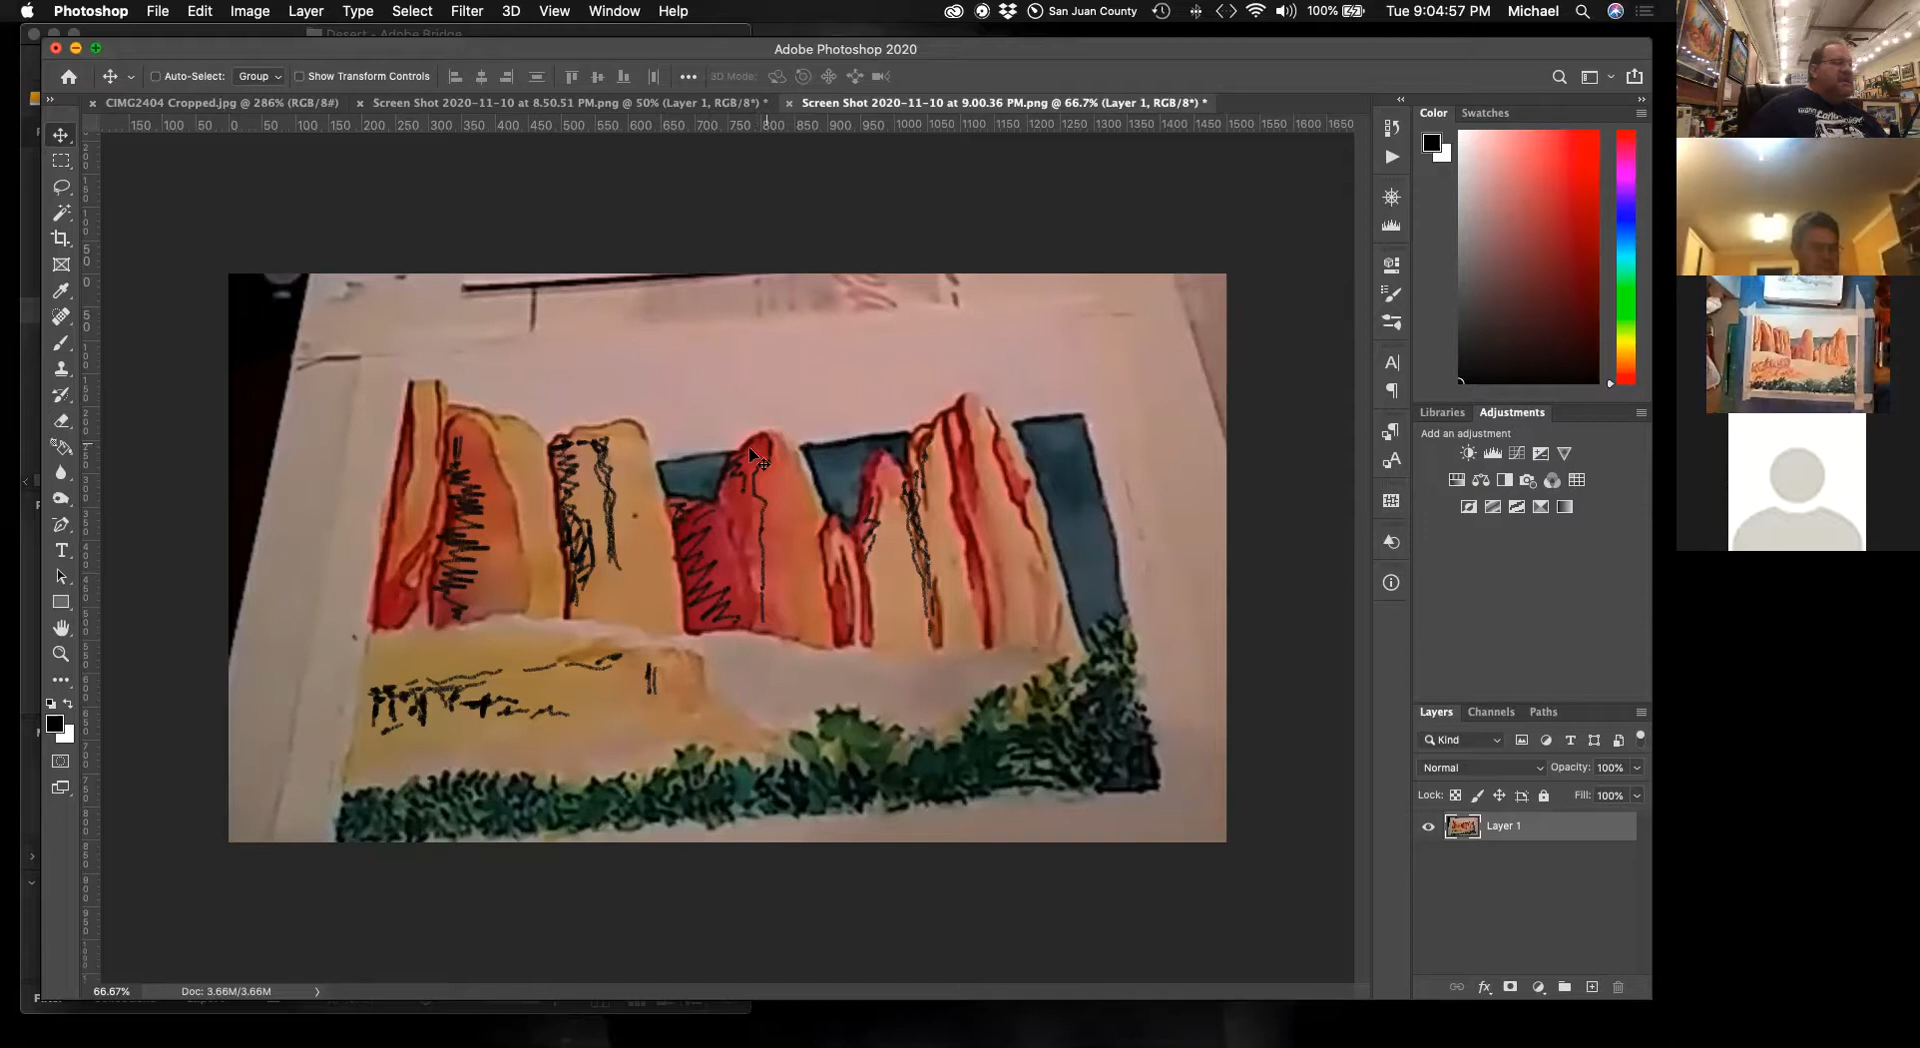 Photoshop File Edit Image Layer Type Select Filter 3D View Window Help San Juan County 100% Tue 9:04:57 PM Michael
Desert - Adobe Bridge
Adobe Photoshop 2020
Auto-Select: Group Show Transform Controls 3D Mode:
CIMG2404 Cropped.jpg @ 286% (RGB/8#) Screen Shot 2020-11-10 at 8.50.51 PM.png @ 50% (Layer 1, RGB/8*) * Screen Shot 2020-11-10 at 9.00.36 PM.png @ 66.7% (Layer 1, RGB/8*) *
150 100 50 0 50 100 150 200 250 300 350 400 450 500 550 600 650 700 750 800 850 900 950 1000 1050 1100 1150 1200 1250 1300 1350 1400 1450 1500 1550 1600 1650
Color Swatches
Libraries Adjustments
Add an adjustment
Layers Channels Paths
Kind
Normal Opacity: 100%
Lock: Fill: 100%
Layer 1
66.67% Doc: 3.66M/3.66M